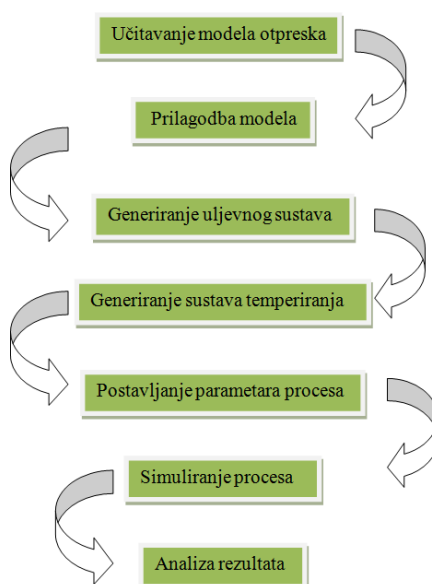 Učitavanje modela otpreska
Prilagodba modela
Generiranje uljevnog sustava
Generiranje sustava temperiranja
Postavljanje parametara procesa
Simuliranje procesa
Analiza rezultata